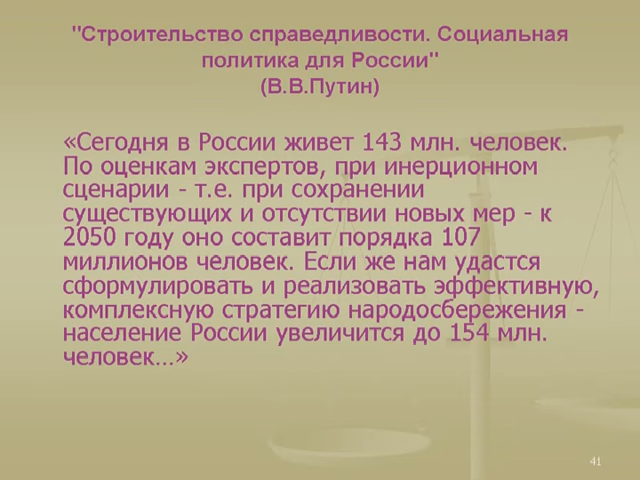 "Строительство справедливости. Социальная
политика для России"
(В.В.Путин)
«Сегодня в России живет 143 млн. человек.
По оценкам экспертов, при инерционном
сценарии - т.е. при сохранении
существующих и отсутствии новых мер - к
2050 году оно составит порядка 107
миллионов человек. Если же нам удастся
сформулировать и реализовать эффективную,
комплексную стратегию народосбережения -
население России увеличится до 154 млн.
человек…»
41